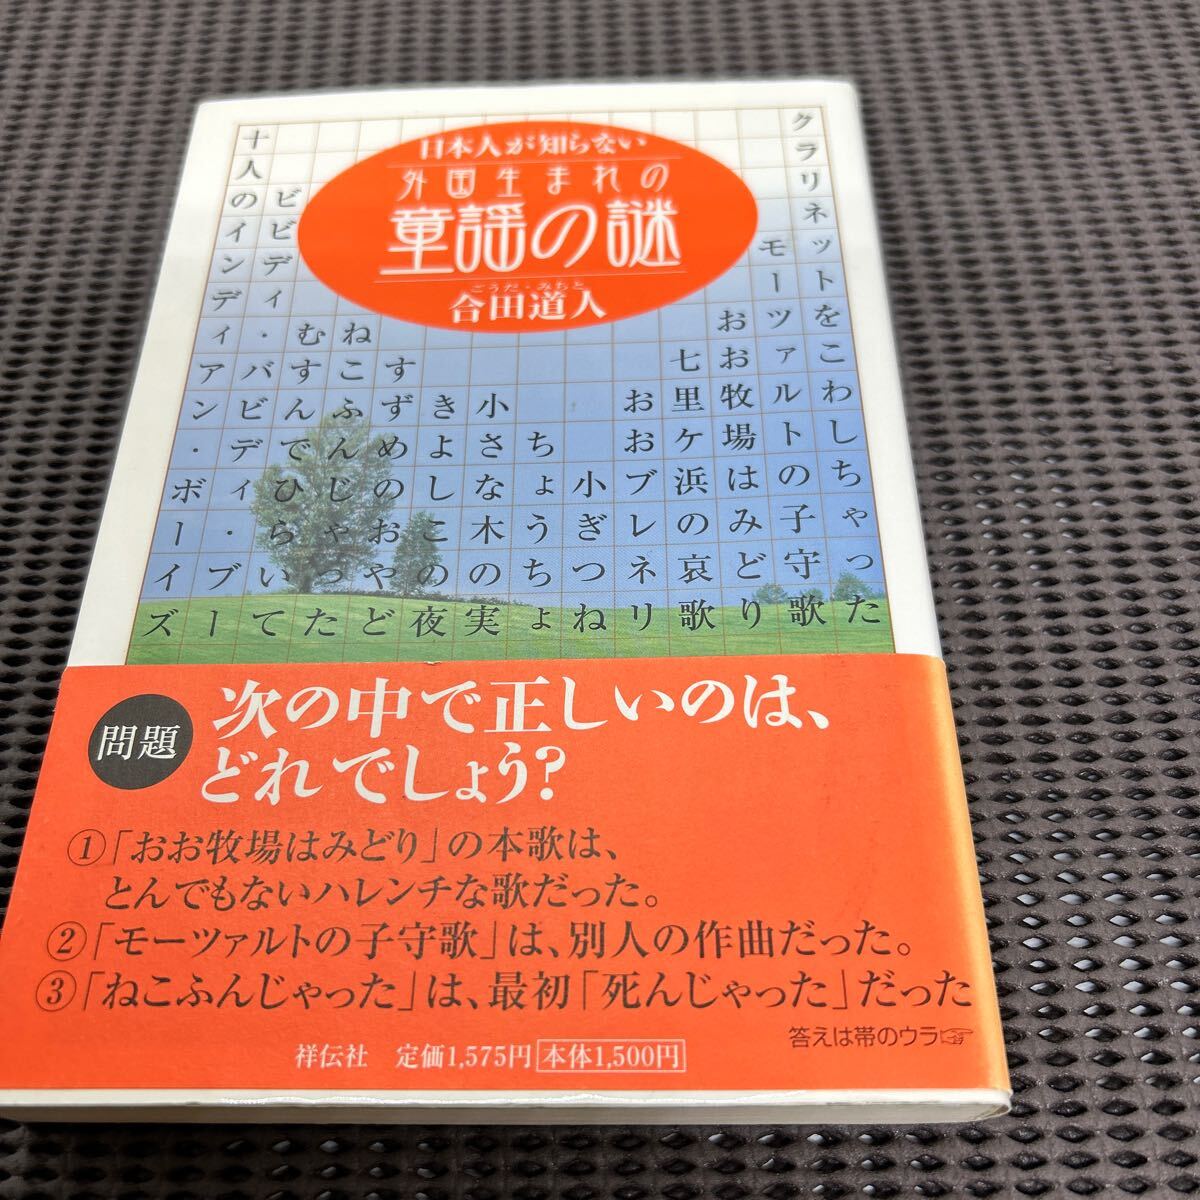 日本人が知らない
外国生まれの
童謡の謎
ごうだ・みちと
合田道人
クラリネットをこわしちゃった
モーツァルトの子守歌
おお牧場はみどり
七里ケ浜の哀歌
おおブレネリ
小ぎつね
ちょうちょ
小さな木の実
きよしこの夜
すずめのおやど
ねこふんじゃった
むすんでひらいて
ビビディ・バビディ・ブー
十人のインディアン・ボーイズ
問題
次の中で正しいのは、
どれでしょう?
①「おお牧場はみどり」の本歌は、
とんでもないハレンチな歌だった。
②「モーツァルトの子守歌」は、別人の作曲だった。
③「ねこふんじゃった」は、最初「死んじゃった」だった
答えは帯のウラ☞
祥伝社 定価1,575円 本体1,500円